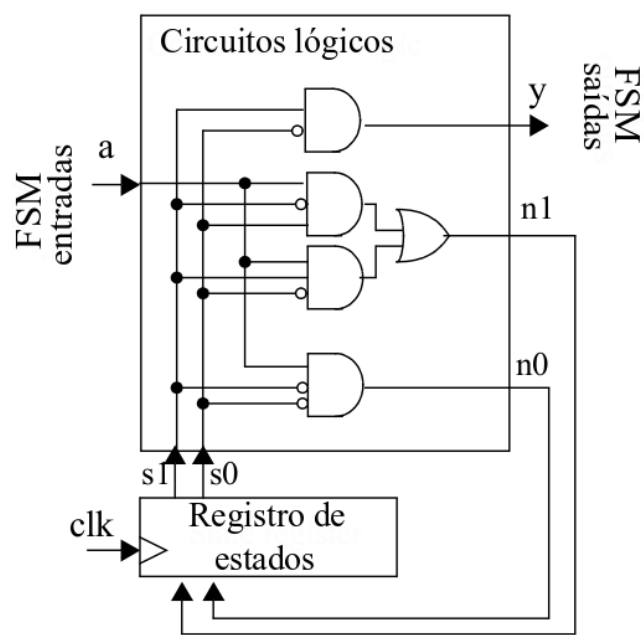 Circuitos lógicos
y
FSM
saídas
a
FSM
entradas
n1
n0
s1
s0
clk
Registro de
estados